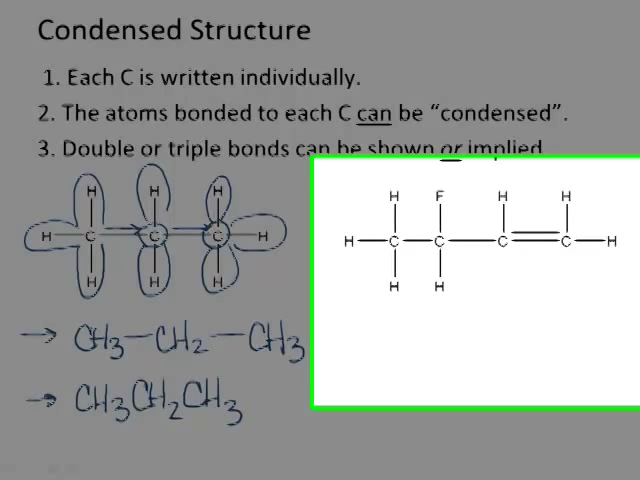 Condensed Structure
1. Each C is written individually.
2. The atoms bonded to each C can be “condensed”.
3. Double or triple bonds can be shown or implied
H H H
H C C C H
H H H
→ CH3—CH2—CH3
→ CH3CH2CH3
H F H H
H—C—C—C=C—H
H H